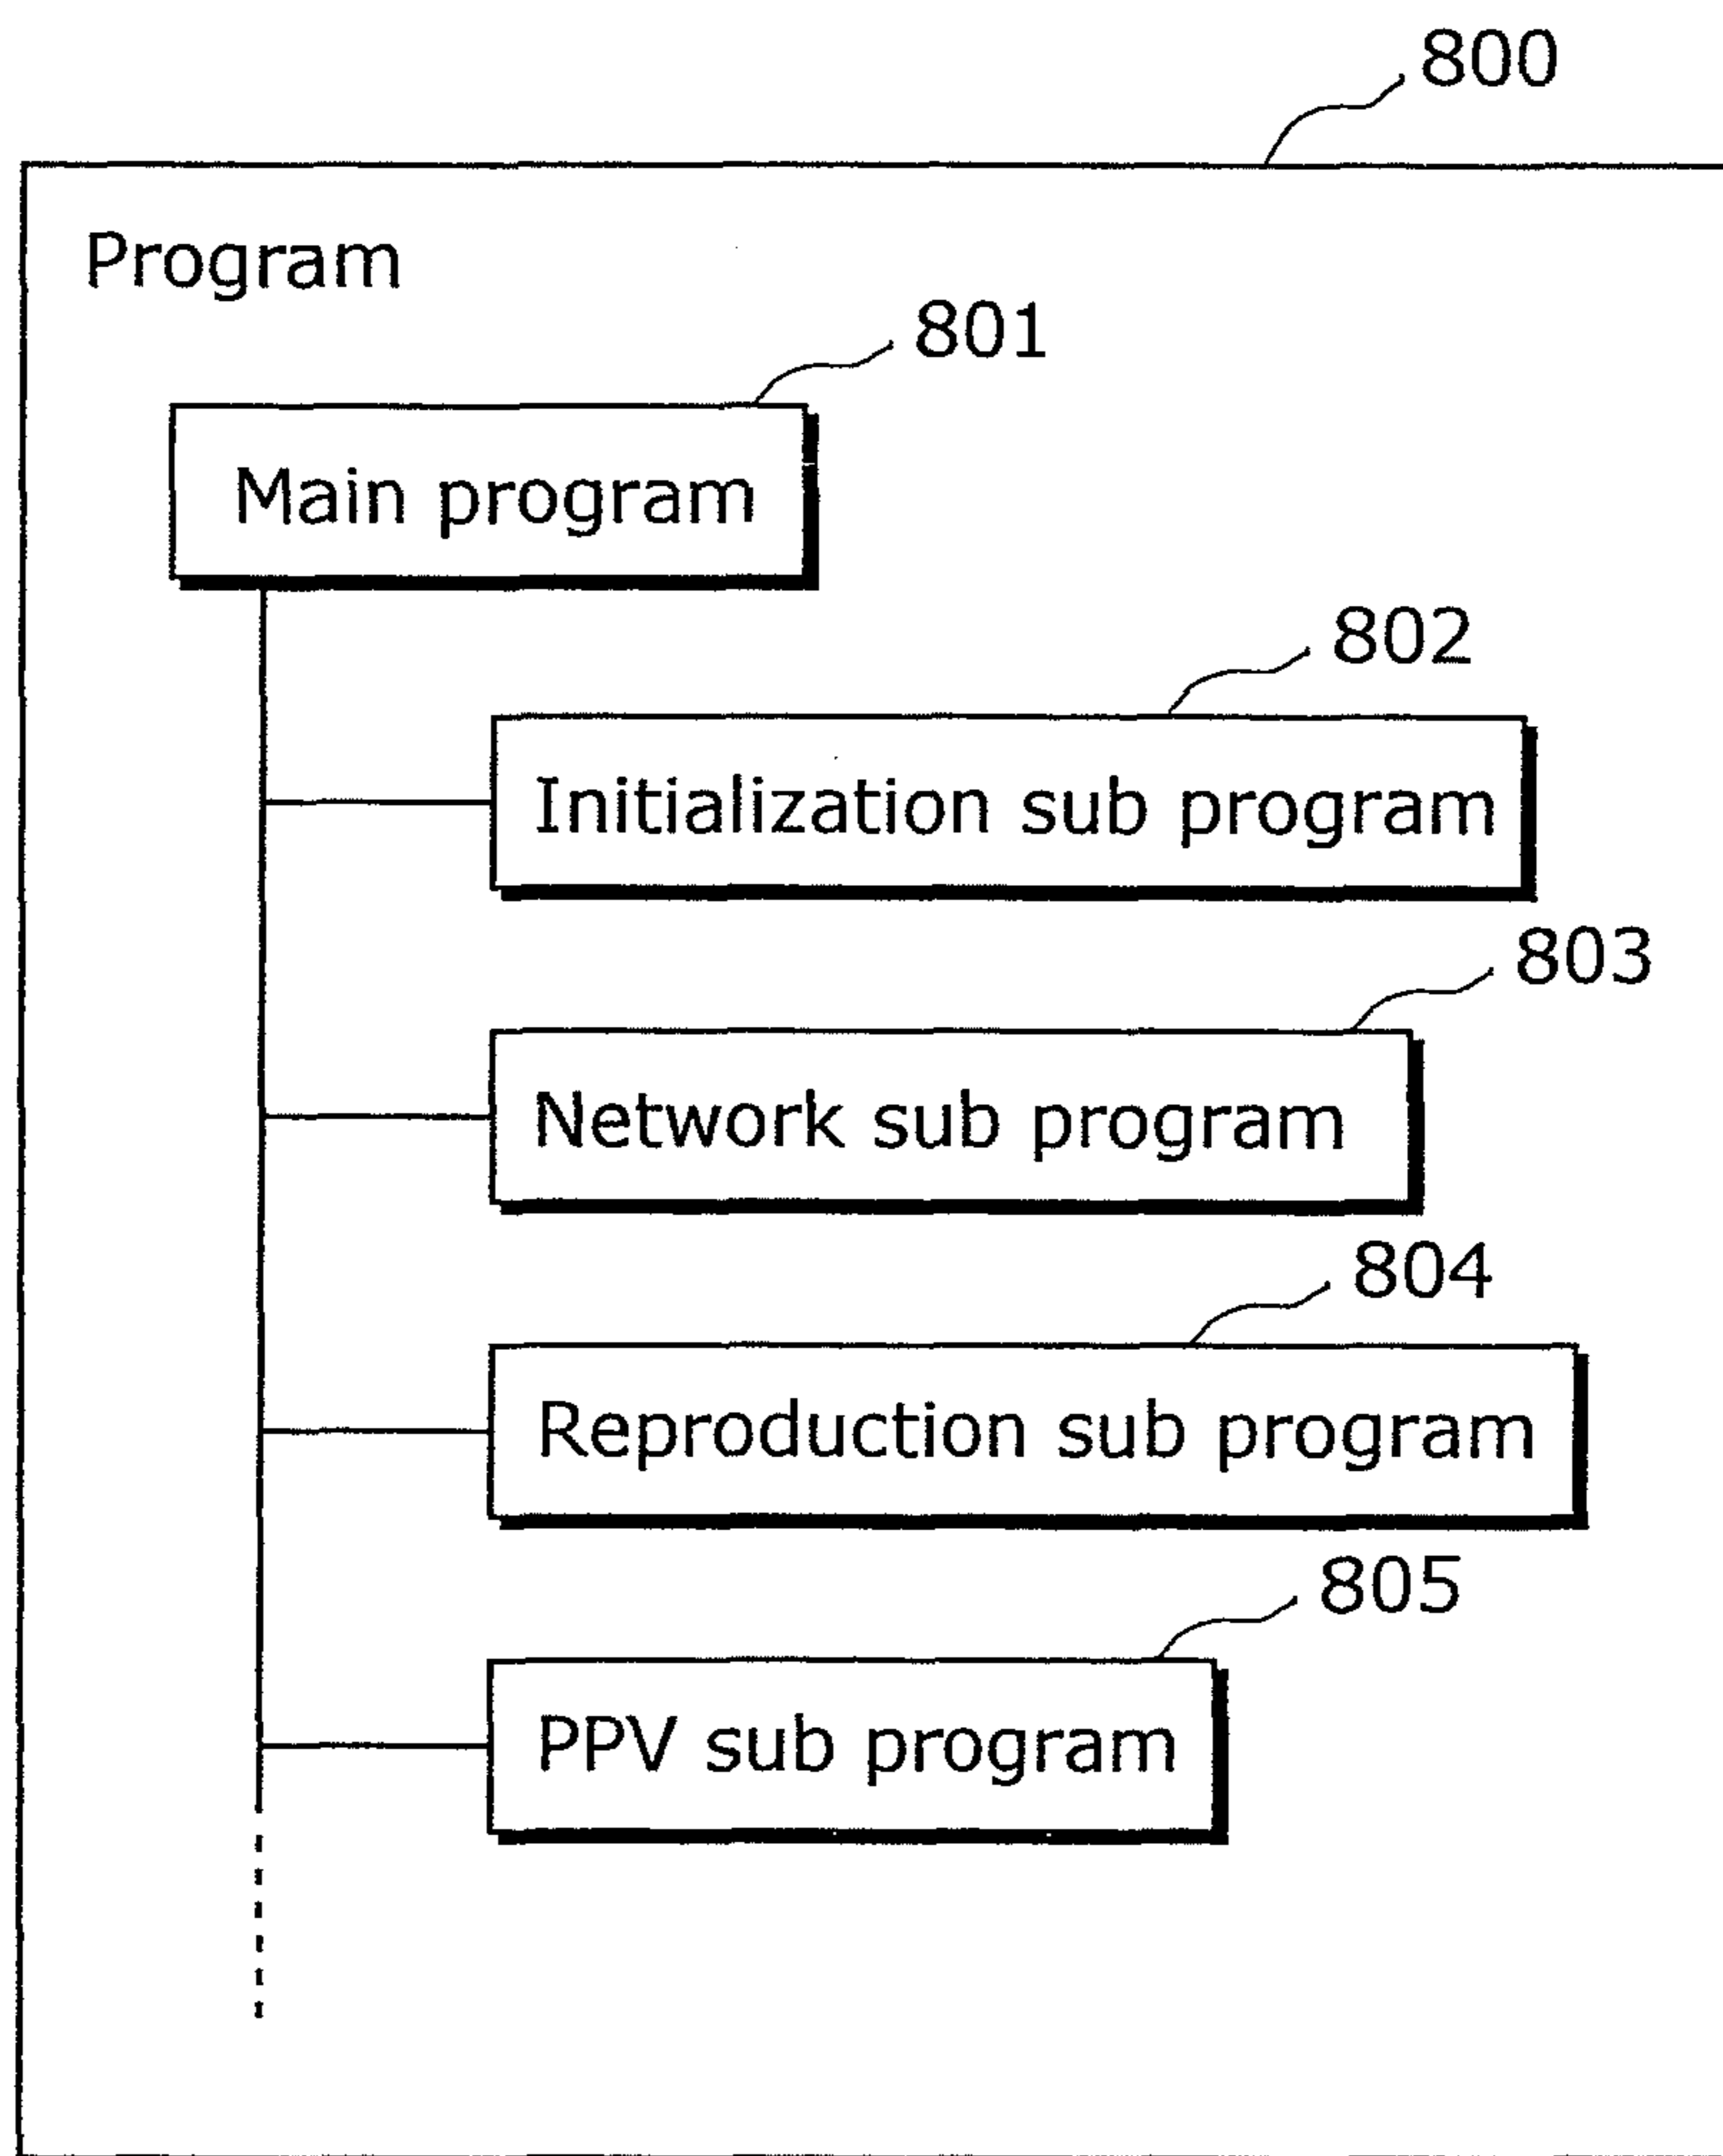 800
Program
801
Main program
802
Initialization sub program
803
Network sub program
804
Reproduction sub program
805
PPV sub program